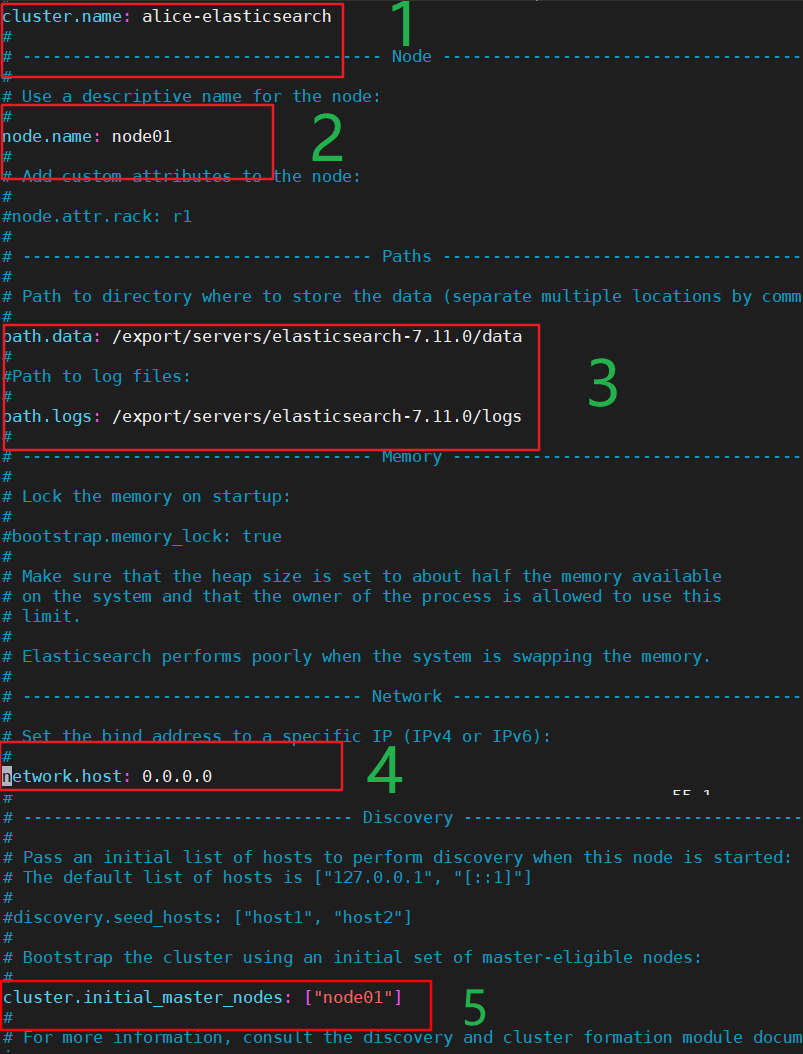 cluster.name: alice-elasticsearch
1
#
# ------------------------------------ Node ------------------------------------
#
# Use a descriptive name for the node:
#
node.name: node01
2
#
# Add custom attributes to the node:
#
#node.attr.rack: r1
#
# ----------------------------------- Paths ------------------------------------
#
# Path to directory where to store the data (separate multiple locations by comm
#
path.data: /export/servers/elasticsearch-7.11.0/data
#
#Path to log files:
3
#
path.logs: /export/servers/elasticsearch-7.11.0/logs
#
# ----------------------------------- Memory -----------------------------------
#
# Lock the memory on startup:
#
#bootstrap.memory_lock: true
#
# Make sure that the heap size is set to about half the memory available
# on the system and that the owner of the process is allowed to use this
# limit.
#
# Elasticsearch performs poorly when the system is swapping the memory.
#
# ---------------------------------- Network -----------------------------------
#
# Set the bind address to a specific IP (IPv4 or IPv6):
#
network.host: 0.0.0.0
4
#
# --------------------------------- Discovery ----------------------------------
#
# Pass an initial list of hosts to perform discovery when this node is started:
# The default list of hosts is ["127.0.0.1", "[::1]"]
#
#discovery.seed_hosts: ["host1", "host2"]
#
# Bootstrap the cluster using an initial set of master-eligible nodes:
#
cluster.initial_master_nodes: ["node01"]
5
#
# For more information, consult the discovery and cluster formation module docum